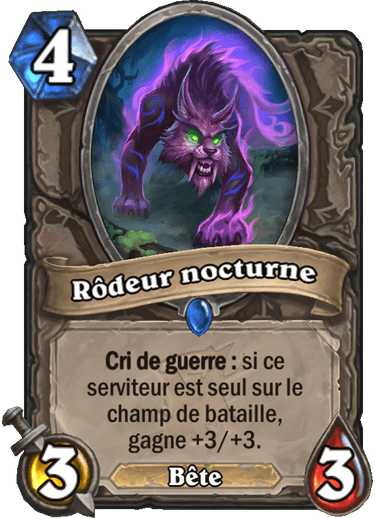 4
Rôdeur nocturne
Cri de guerre : si ce
serviteur est seul sur le
champ de bataille,
gagne +3/+3.
3
Bête
3